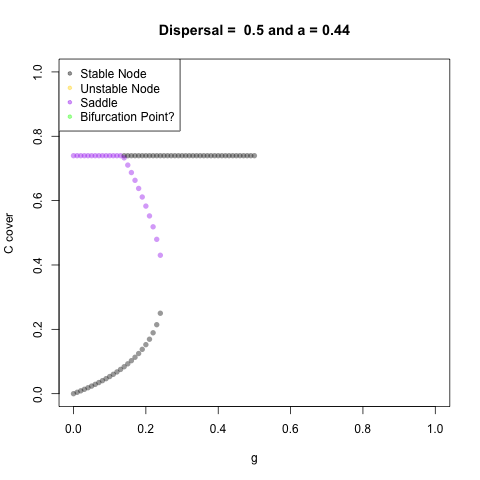 Dispersal =  0.5 and a = 0.44
Stable Node
Unstable Node
Saddle
Bifurcation Point?
1.0
0.8
0.6
0.4
0.2
0.0
C cover
0.0 0.2 0.4 0.6 0.8 1.0
g